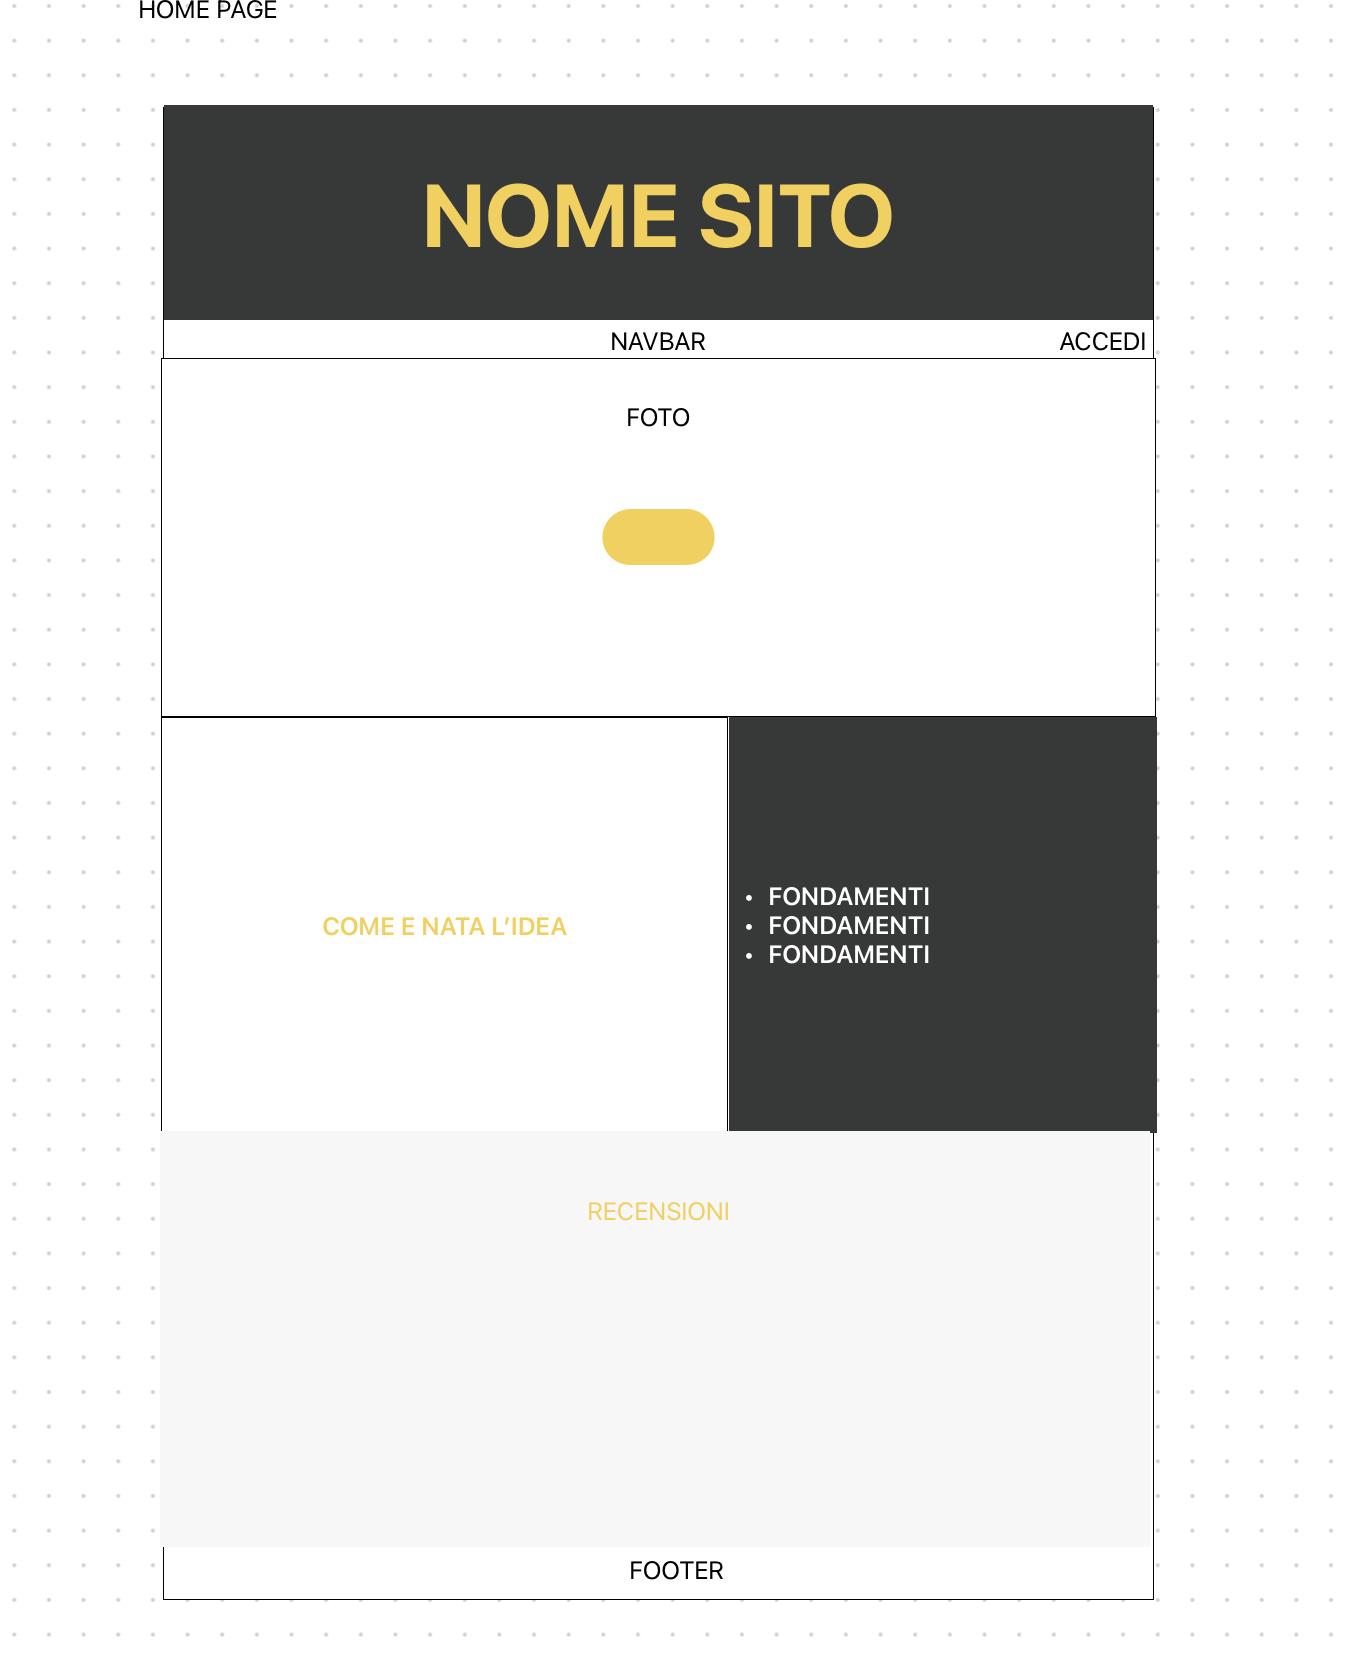 HOME PAGE
NOME SITO
NAVBAR
ACCEDI
FOTO
COME E NATA L’IDEA
• FONDAMENTI
• FONDAMENTI
• FONDAMENTI
RECENSIONI
FOOTER